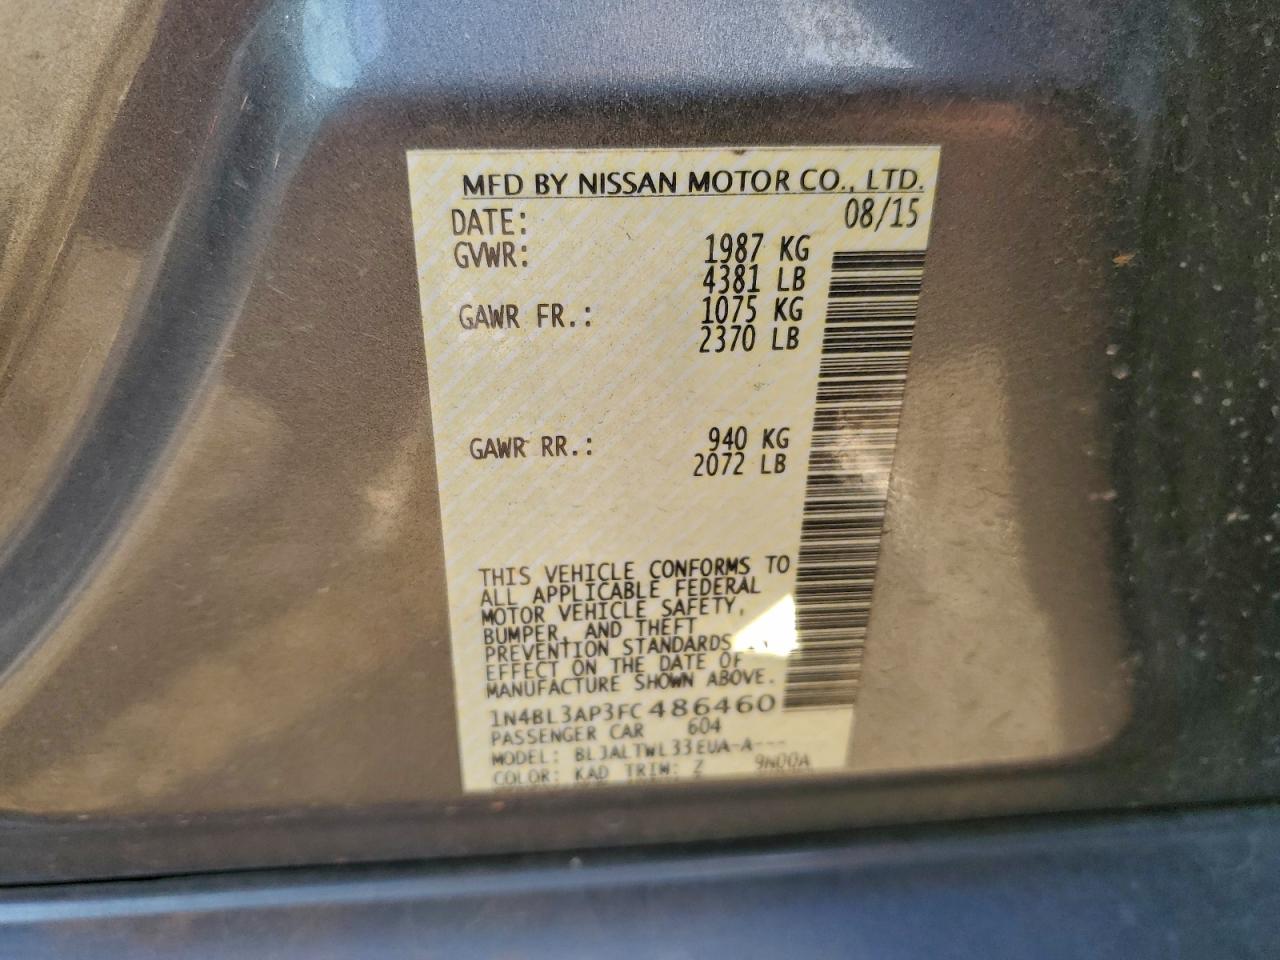 MFD BY NISSAN MOTOR CO., LTD.
DATE: 08/15
GVWR: 1987 KG
4381 LB
GAWR FR.: 1075 KG
2370 LB
GAWR RR.: 940 KG
2072 LB
THIS VEHICLE CONFORMS TO
ALL APPLICABLE FEDERAL
MOTOR VEHICLE SAFETY,
BUMPER, AND THEFT
PREVENTION STANDARDS IN
EFFECT ON THE DATE OF
MANUFACTURE SHOWN ABOVE.
1N4BL3AP3FC486460
PASSENGER CAR 604
MODEL: BLJALTWL33EUA-A---
COLOR: KAD TRIM: Z 9N00A